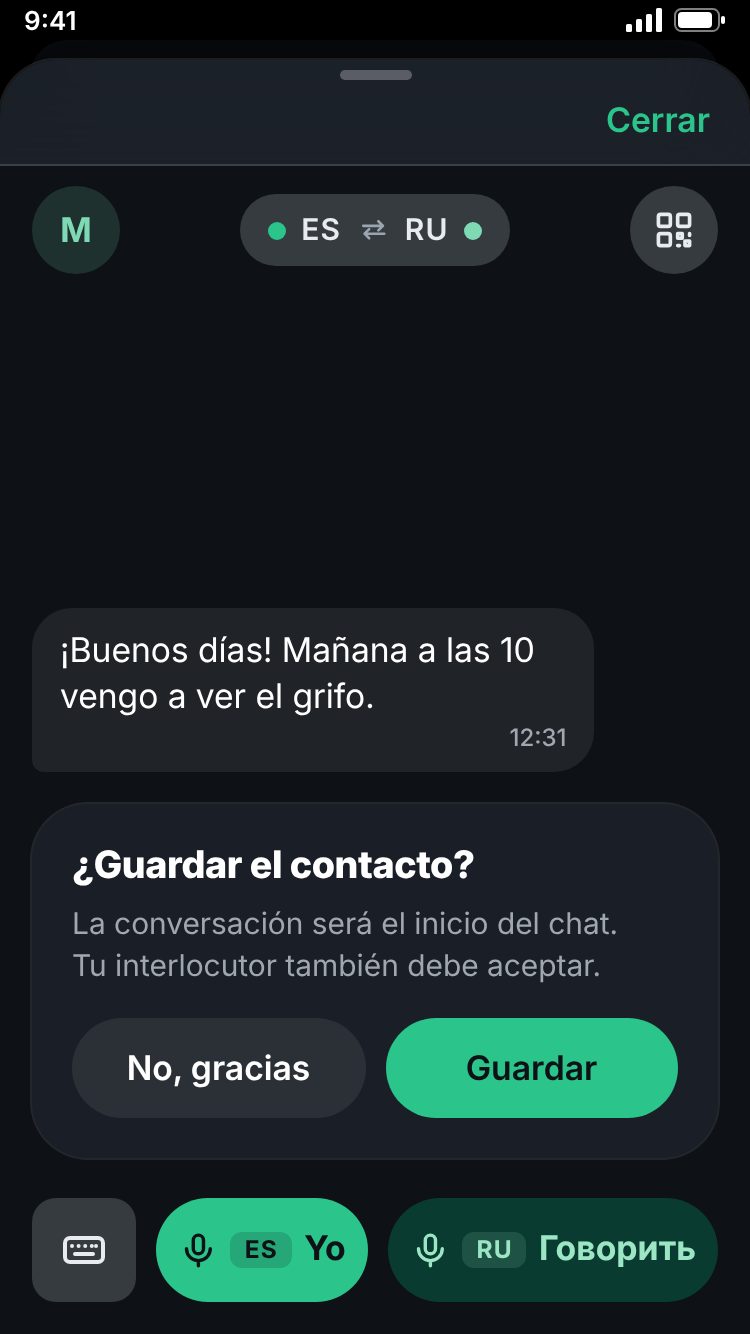 9:41
Cerrar
M
ES ⇄ RU
¡Buenos días! Mañana a las 10
vengo a ver el grifo.
12:31
¿Guardar el contacto?
La conversación será el inicio del chat.
Tu interlocutor también debe aceptar.
No, gracias
Guardar
ES Yo
RU Говорить